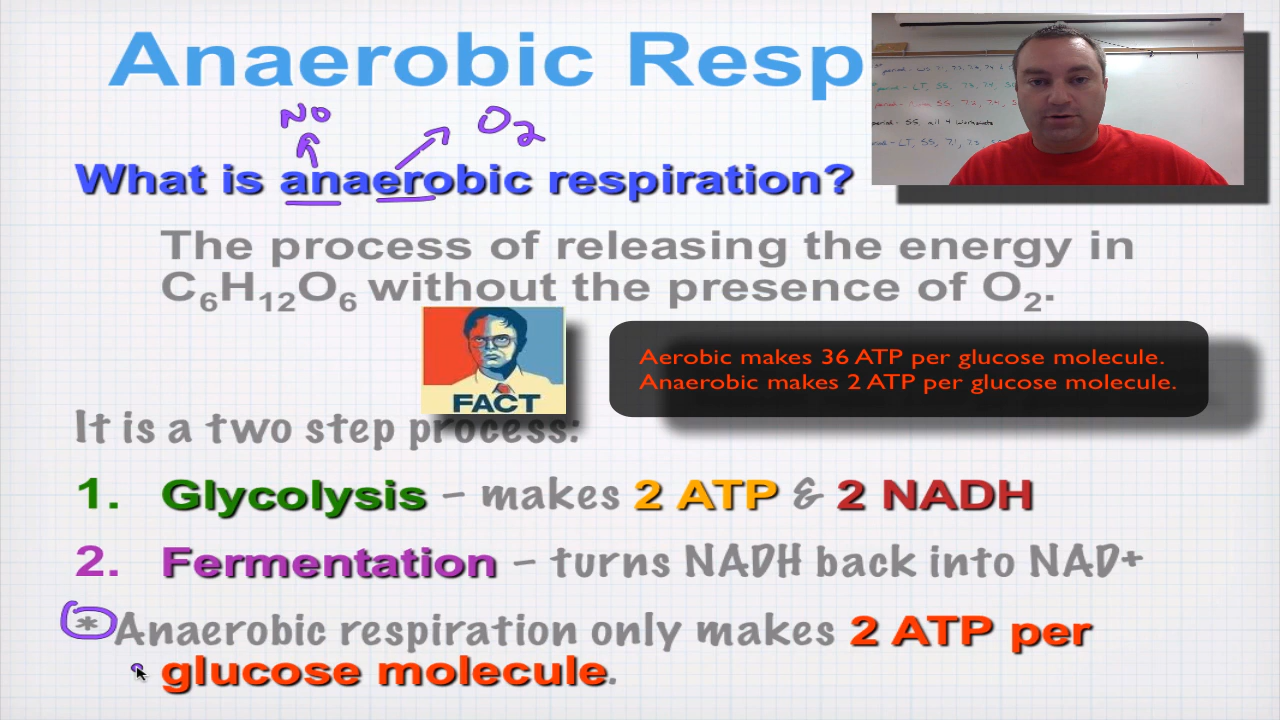 Anaerobic Resp
No O2
What is anaerobic respiration?
The process of releasing the energy in
C6H12O6 without the presence of O2.
FACT
Aerobic makes 36 ATP per glucose molecule.
Anaerobic makes 2 ATP per glucose molecule.
It is a two step process:
1. Glycolysis – makes 2 ATP & 2 NADH
2. Fermentation – turns NADH back into NAD+
*Anaerobic respiration only makes 2 ATP per
glucose molecule.